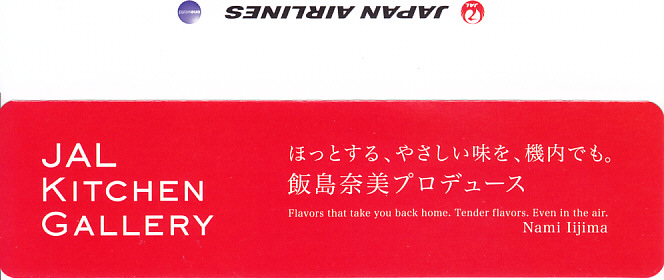 JAPAN AIRLINES
JAL
oneworld
JAL
KITCHEN
GALLERY
ほっとする、やさしい味を、機内でも。
飯島奈美プロデュース
Flavors that take you back home. Tender flavors. Even in the air.
Nami Iijima